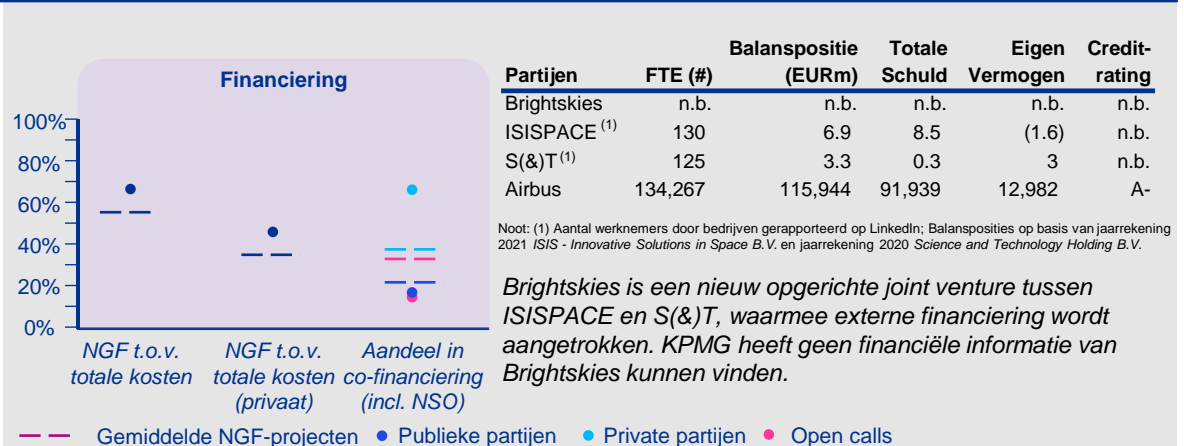 Financiering
100%
80%
60%
40%
20%
0%
NGF t.o.v.
totale kosten
NGF t.o.v.
totale kosten
(privaat)
Aandeel in
co-financiering
(incl. NSO)
Gemiddelde NGF-projecten Publieke partijen Private partijen Open calls
Balanspositie Totale Eigen Credit-
Partijen FTE (#) (EURm) Schuld Vermogen rating
Brightskies n.b. n.b. n.b. n.b. n.b.
ISISPACE (1) 130 6.9 8.5 (1.6) n.b.
S(&)T (1) 125 3.3 0.3 3 n.b.
Airbus 134,267 115,944 91,939 12,982 A-
Noot: (1) Aantal werknemers door bedrijven gerapporteerd op LinkedIn; Balansposities op basis van jaarrekening
2021 ISIS - Innovative Solutions in Space B.V. en jaarrekening 2020 Science and Technology Holding B.V.
Brightskies is een nieuw opgerichte joint venture tussen
ISISPACE en S(&)T, waarmee externe financiering wordt
aangetrokken. KPMG heeft geen financiële informatie van
Brightskies kunnen vinden.